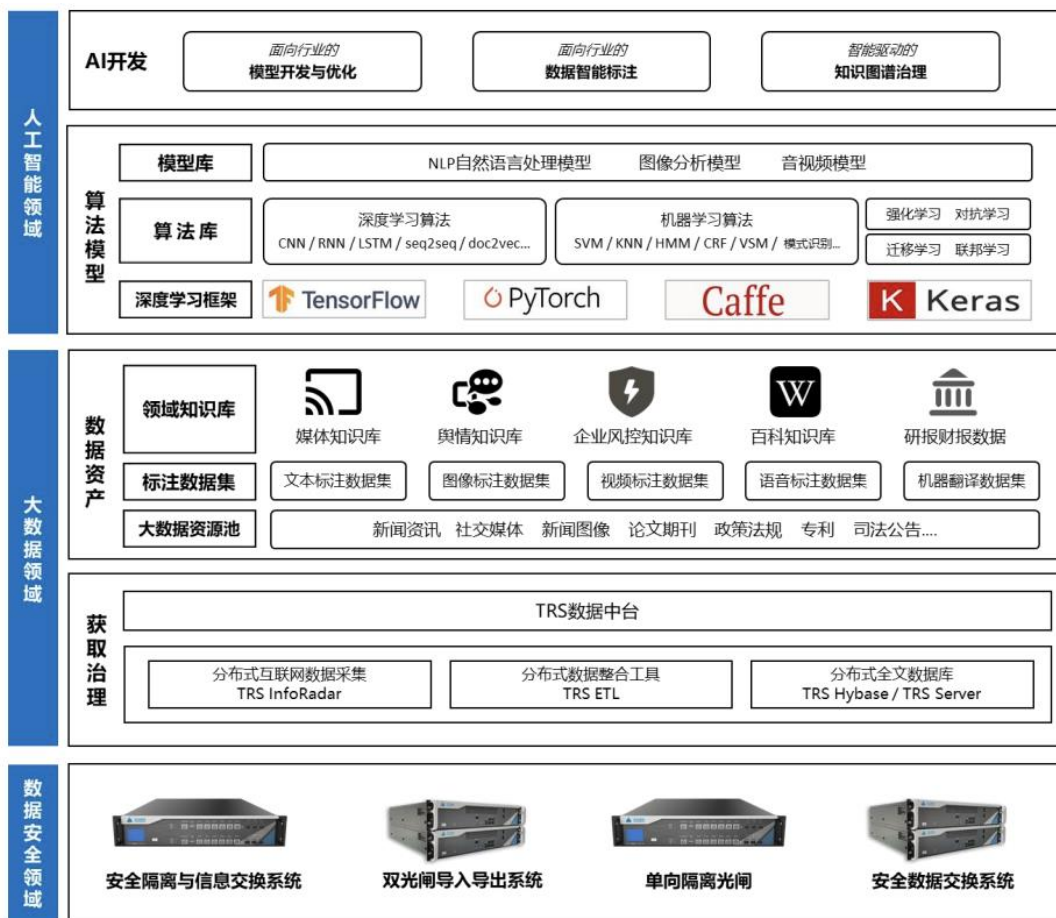 人工智能领域
AI开发
面向行业的
模型开发与优化
面向行业的
数据智能标注
智能驱动的
知识图谱治理
算法模型
模型库
NLP自然语言处理模型 图像分析模型 音视频模型
算法库
深度学习算法
CNN / RNN / LSTM / seq2seq / doc2vec...
机器学习算法
SVM / KNN / HMM / CRF / VSM / 模式识别...
强化学习 对抗学习
迁移学习 联邦学习
深度学习框架
TensorFlow
PyTorch
Caffe
K Keras
大数据领域
数据资产
领域知识库
媒体知识库
舆情知识库
企业风控知识库
W
百科知识库
研报财报数据
标注数据集
文本标注数据集
图像标注数据集
视频标注数据集
语音标注数据集
机器翻译数据集
大数据资源池
新闻资讯 社交媒体 新闻图像 论文期刊 政策法规 专利 司法公告....
获取治理
TRS数据中台
分布式互联网数据采集
TRS InfoRadar
分布式数据整合工具
TRS ETL
分布式全文数据库
TRS Hybase / TRS Server
数据安全领域
安全隔离与信息交换系统
双光闸导入导出系统
单向隔离光闸
安全数据交换系统